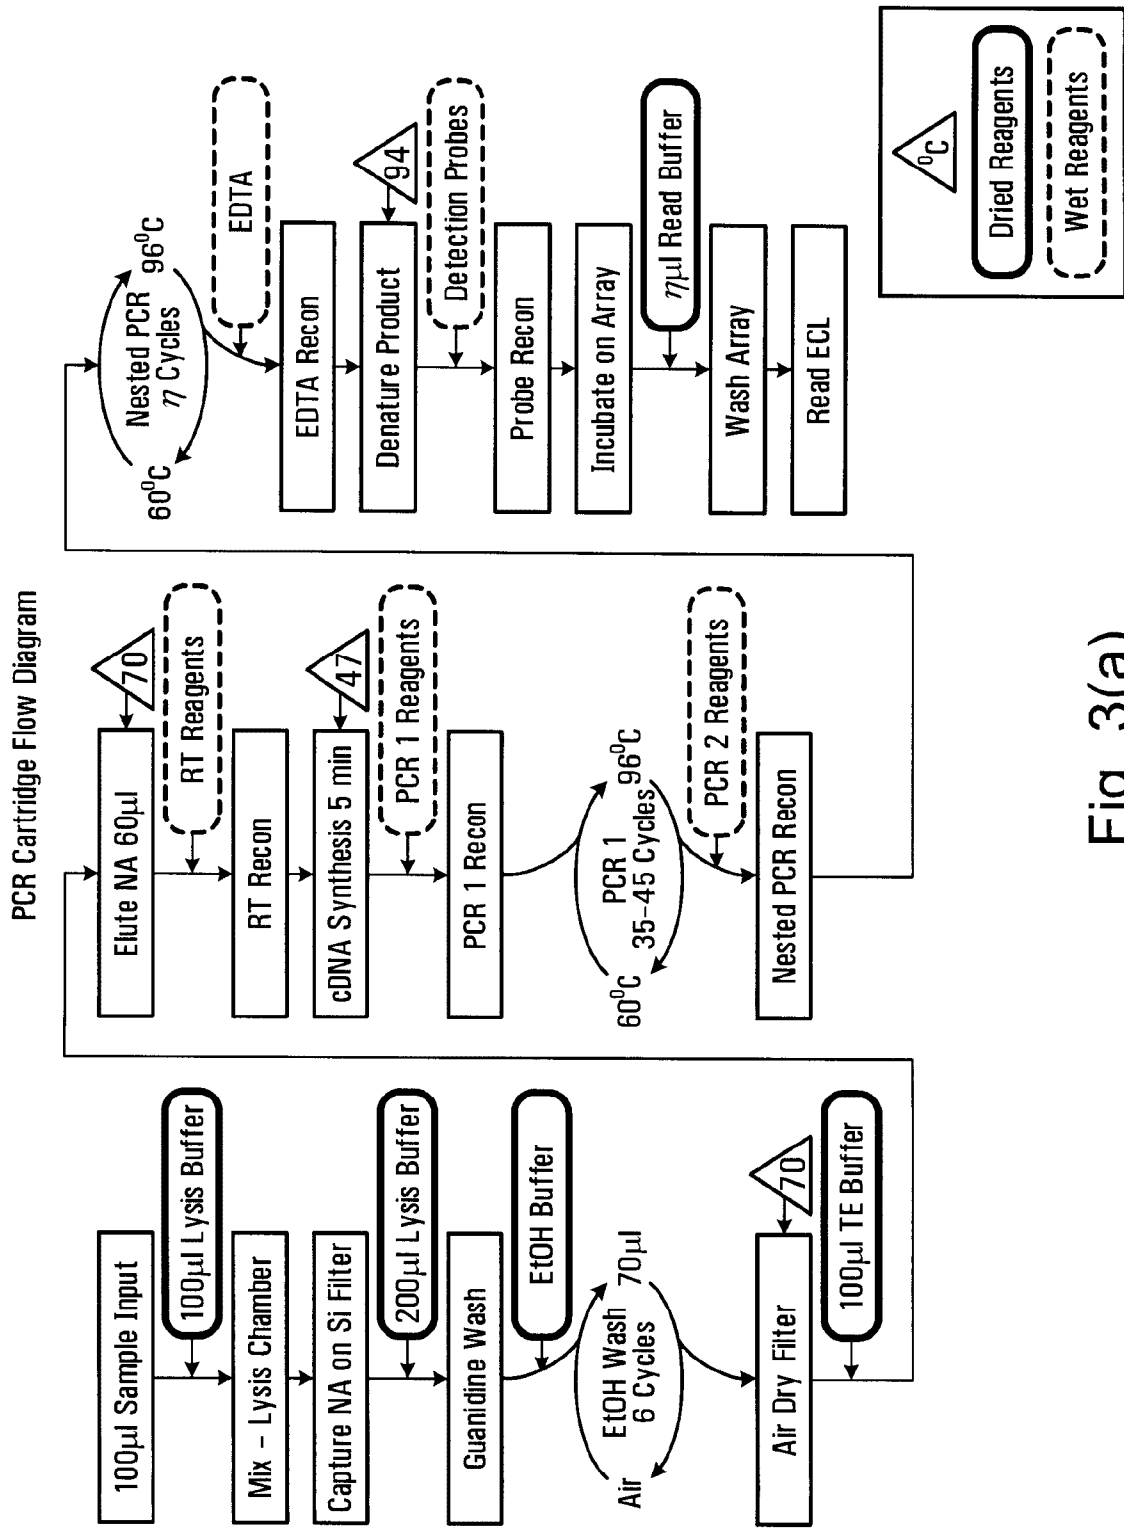 PCR Cartridge Flow Diagram
100µl Sample Input
100µl Lysis Buffer
Mix – Lysis Chamber
Capture NA on Si Filter
200µl Lysis Buffer
Guanidine Wash
EtOH Buffer
Air
EtOH Wash
6 Cycles
70µl
Air Dry Filter
70
100µl TE Buffer
Elute NA 60µl
70
RT Reagents
RT Recon
cDNA Synthesis 5 min
47
PCR 1 Reagents
PCR 1 Recon
60⁰C
PCR 1
35–45 Cycles
96⁰C
PCR 2 Reagents
Nested PCR Recon
60⁰C
Nested PCR
η Cycles
96⁰C
EDTA
EDTA Recon
Denature Product
94
Detection Probes
Probe Recon
Incubate on Array
ημl Read Buffer
Wash Array
Read ECL
⁰C
Dried Reagents
Wet Reagents
Fig. 3(a)